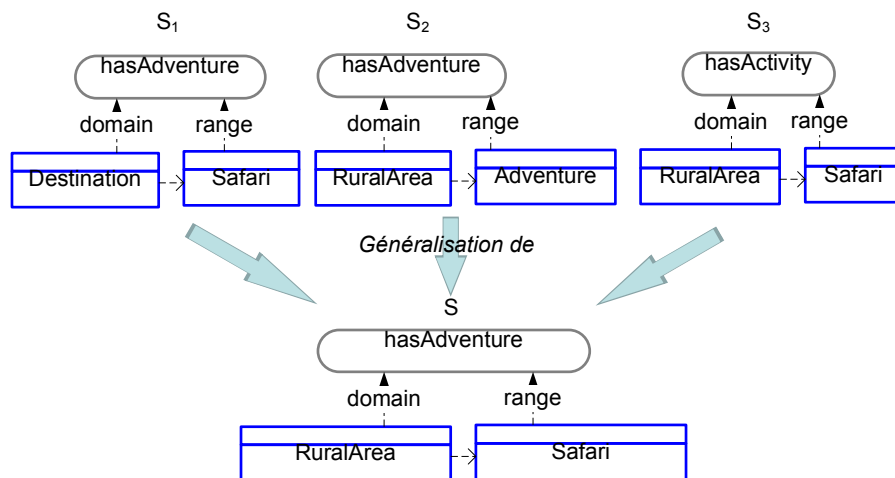 S1 S2 S3
hasAdventure hasAdventure hasActivity
domain range domain range domain range
Destination Safari RuralArea Adventure RuralArea Safari
Généralisation de
S
hasAdventure
domain range
RuralArea Safari